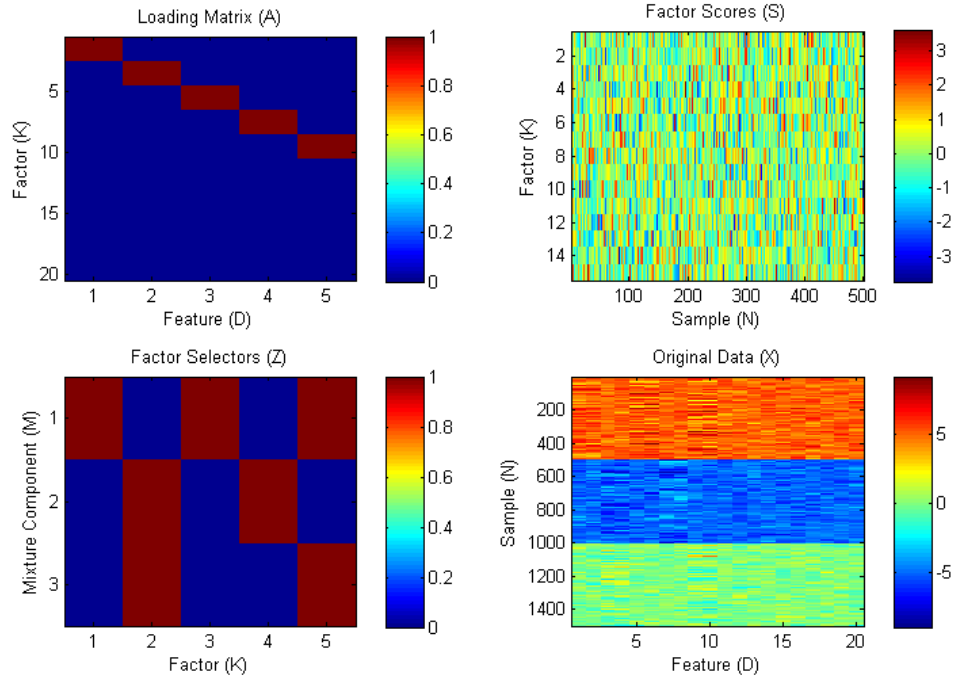 Loading Matrix (A)
Factor (K)
5
10
15
20
1 2 3 4 5
Feature (D)
1
0.8
0.6
0.4
0.2
0
Factor Scores (S)
Factor (K)
2
4
6
8
10
12
14
100 200 300 400 500
Sample (N)
3
2
1
0
-1
-2
-3
Factor Selectors (Z)
Mixture Component (M)
1
2
3
1 2 3 4 5
Factor (K)
1
0.8
0.6
0.4
0.2
0
Original Data (X)
Sample (N)
200
400
600
800
1000
1200
1400
5 10 15 20
Feature (D)
5
0
-5